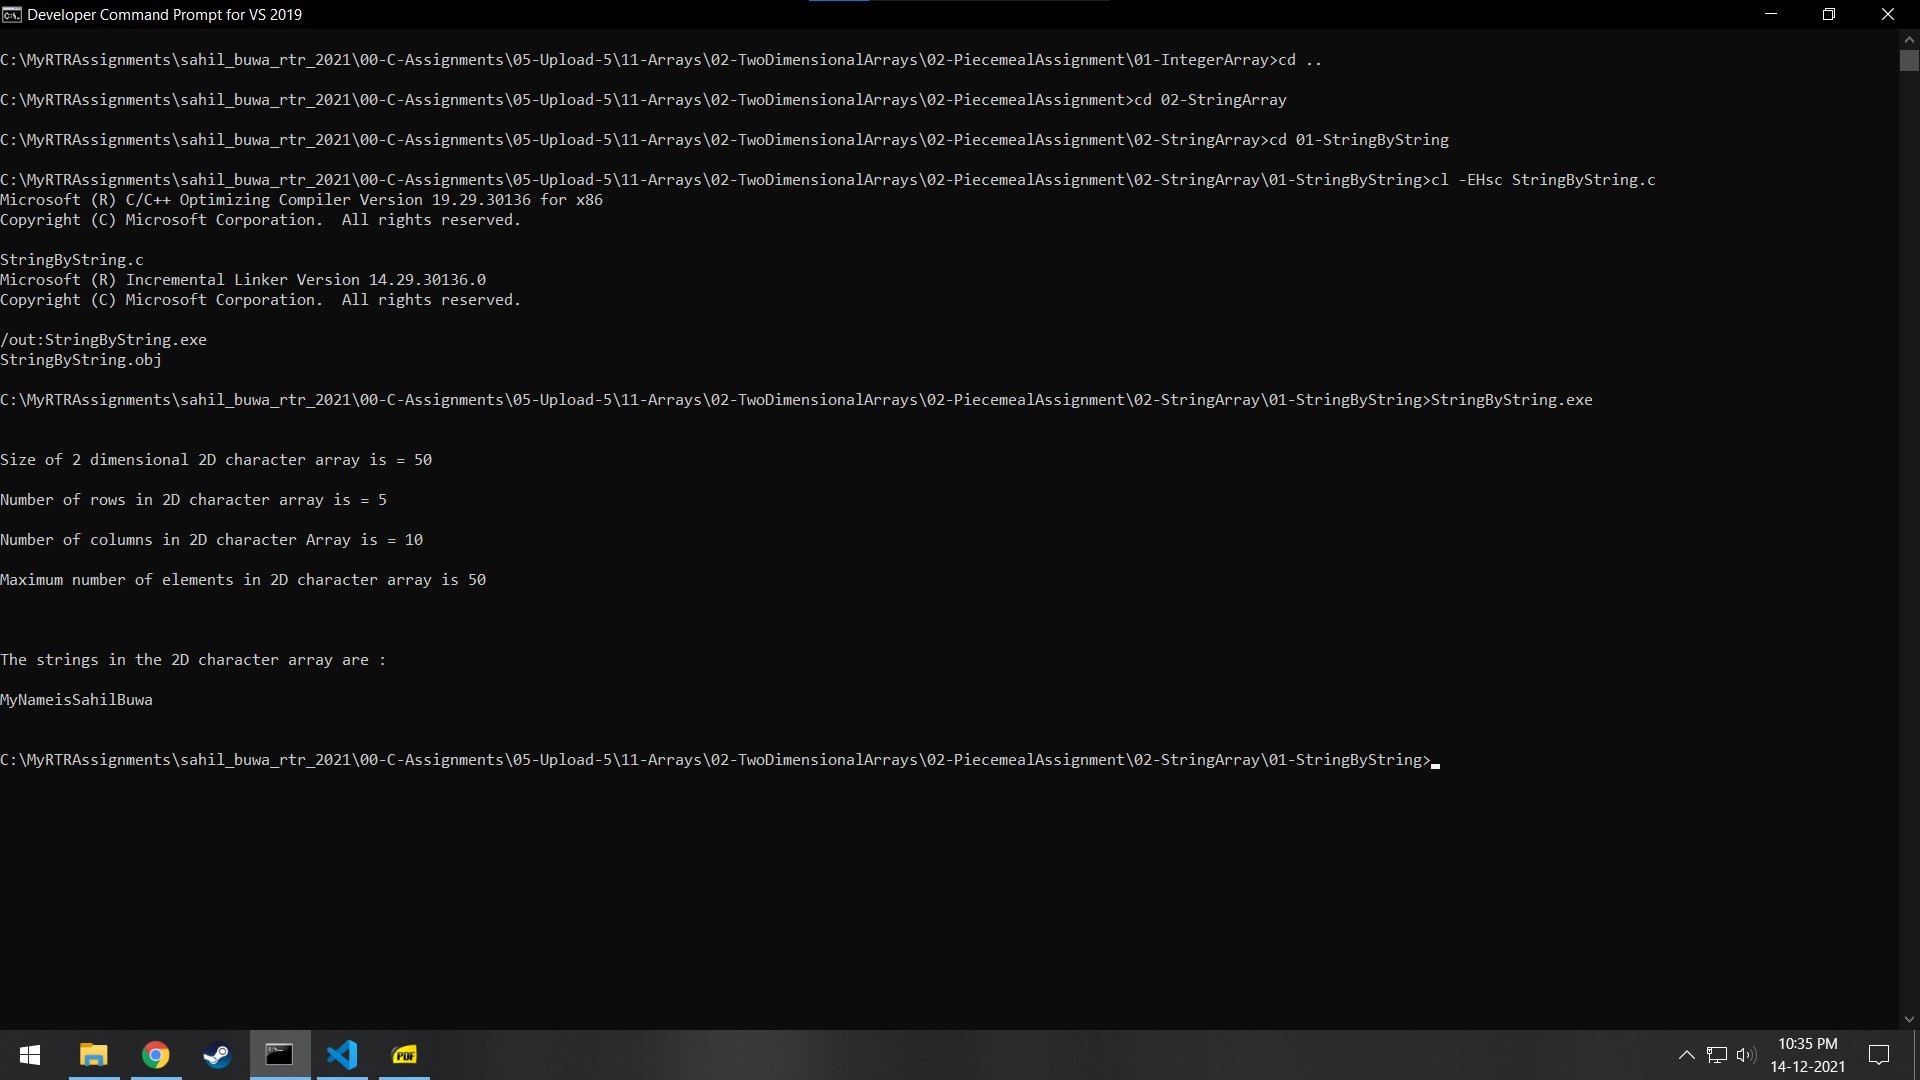 Developer Command Prompt for VS 2019
C:\MyRTRAssignments\sahil_buwa_rtr_2021\00-C-Assignments\05-Upload-5\11-Arrays\02-TwoDimensionalArrays\02-PiecemealAssignment\01-IntegerArray>cd ..
C:\MyRTRAssignments\sahil_buwa_rtr_2021\00-C-Assignments\05-Upload-5\11-Arrays\02-TwoDimensionalArrays\02-PiecemealAssignment>cd 02-StringArray
C:\MyRTRAssignments\sahil_buwa_rtr_2021\00-C-Assignments\05-Upload-5\11-Arrays\02-TwoDimensionalArrays\02-PiecemealAssignment\02-StringArray>cd 01-StringByString
C:\MyRTRAssignments\sahil_buwa_rtr_2021\00-C-Assignments\05-Upload-5\11-Arrays\02-TwoDimensionalArrays\02-PiecemealAssignment\02-StringArray\01-StringByString>cl -EHsc StringByString.c
Microsoft (R) C/C++ Optimizing Compiler Version 19.29.30136 for x86
Copyright (C) Microsoft Corporation.  All rights reserved.
StringByString.c
Microsoft (R) Incremental Linker Version 14.29.30136.0
Copyright (C) Microsoft Corporation.  All rights reserved.
/out:StringByString.exe
StringByString.obj
C:\MyRTRAssignments\sahil_buwa_rtr_2021\00-C-Assignments\05-Upload-5\11-Arrays\02-TwoDimensionalArrays\02-PiecemealAssignment\02-StringArray\01-StringByString>StringByString.exe
Size of 2 dimensional 2D character array is = 50
Number of rows in 2D character array is = 5
Number of columns in 2D character Array is = 10
Maximum number of elements in 2D character array is 50
The strings in the 2D character array are :
MyNameisSahilBuwa
C:\MyRTRAssignments\sahil_buwa_rtr_2021\00-C-Assignments\05-Upload-5\11-Arrays\02-TwoDimensionalArrays\02-PiecemealAssignment\02-StringArray\01-StringByString>
PDF
10:35 PM
14-12-2021